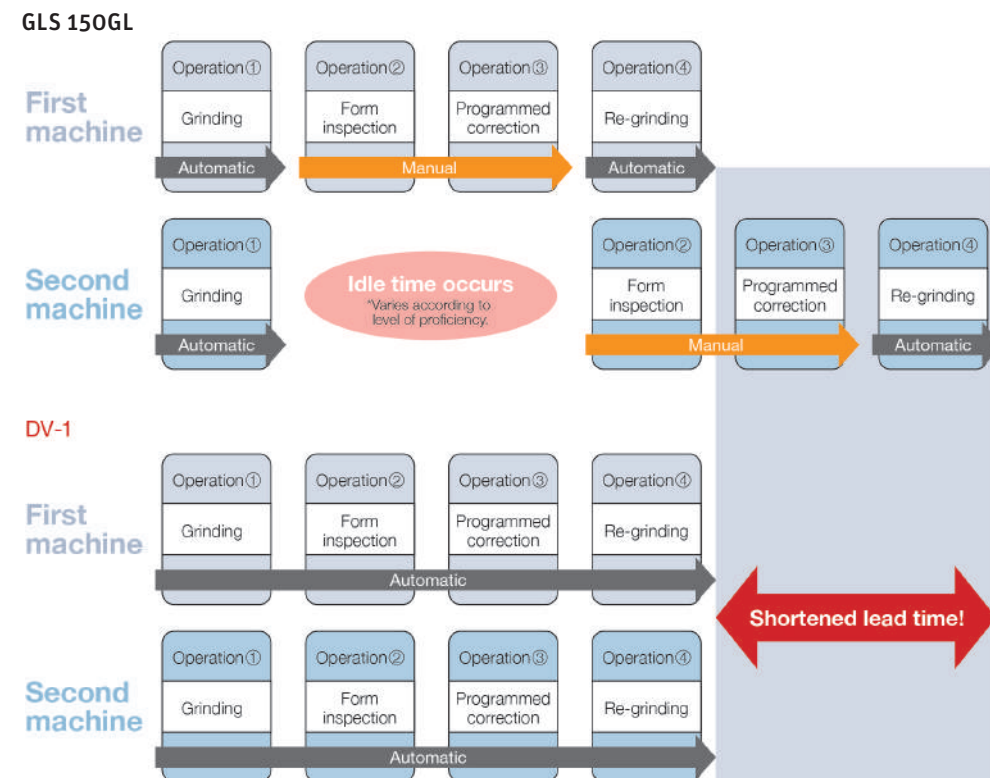 GLS 150GL
First
machine
Operation①
Grinding
Automatic
Operation②
Form
inspection
Operation③
Programmed
correction
Manual
Operation④
Re-grinding
Automatic
Second
machine
Operation①
Grinding
Automatic
Idle time occurs
*Varies according to
level of proficiency.
Operation②
Form
inspection
Operation③
Programmed
correction
Manual
Operation④
Re-grinding
Automatic
DV-1
First
machine
Operation①
Grinding
Operation②
Form
inspection
Operation③
Programmed
correction
Operation④
Re-grinding
Automatic
Shortened lead time!
Second
machine
Operation①
Grinding
Operation②
Form
inspection
Operation③
Programmed
correction
Operation④
Re-grinding
Automatic